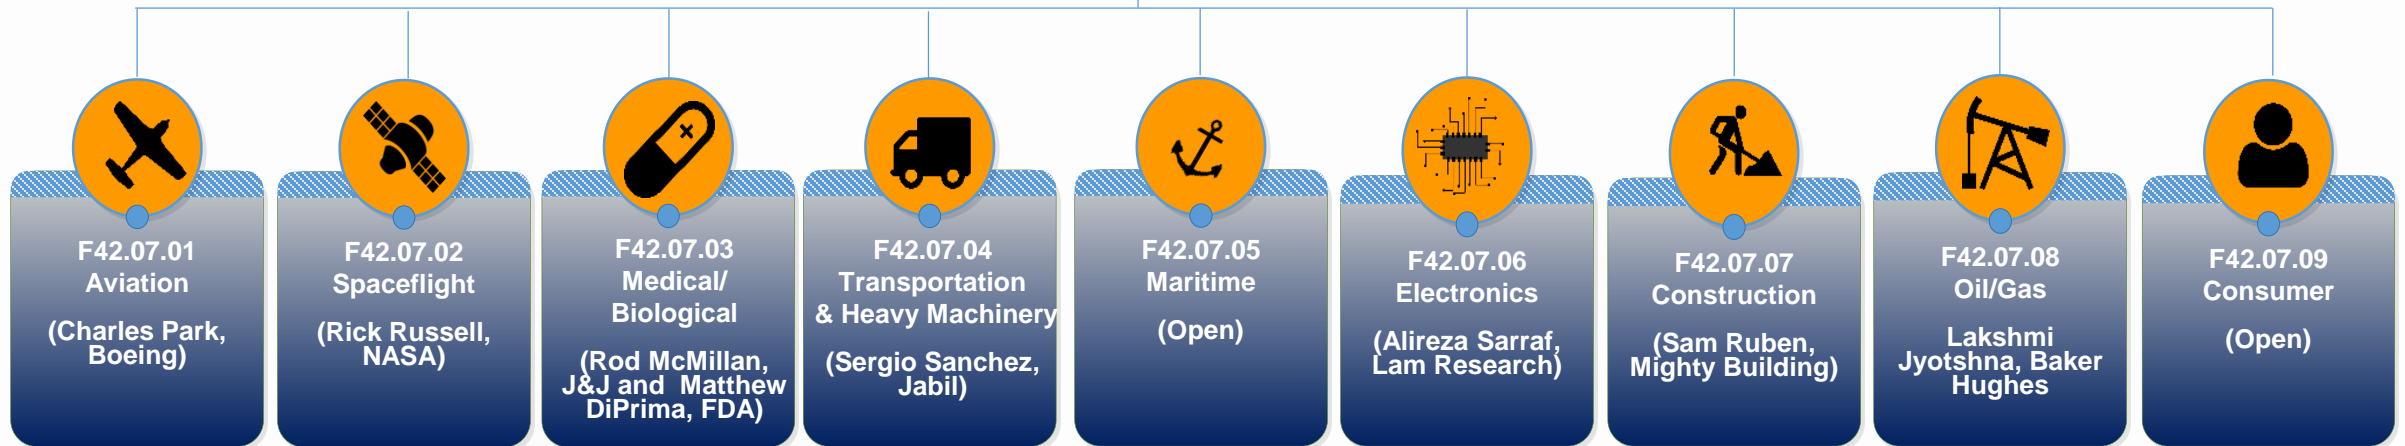 F42.07.01
Aviation
(Charles Park,
Boeing)
F42.07.02
Spaceflight
(Rick Russell,
NASA)
F42.07.03
Medical/
Biological
(Rod McMillan,
J&J and  Matthew
DiPrima, FDA)
F42.07.04
Transportation
& Heavy Machinery
(Sergio Sanchez,
Jabil)
F42.07.05
Maritime
(Open)
F42.07.06
Electronics
(Alireza Sarraf,
Lam Research)
F42.07.07
Construction
(Sam Ruben,
Mighty Building)
F42.07.08
Oil/Gas
Lakshmi
Jyotshna, Baker
Hughes
F42.07.09
Consumer
(Open)